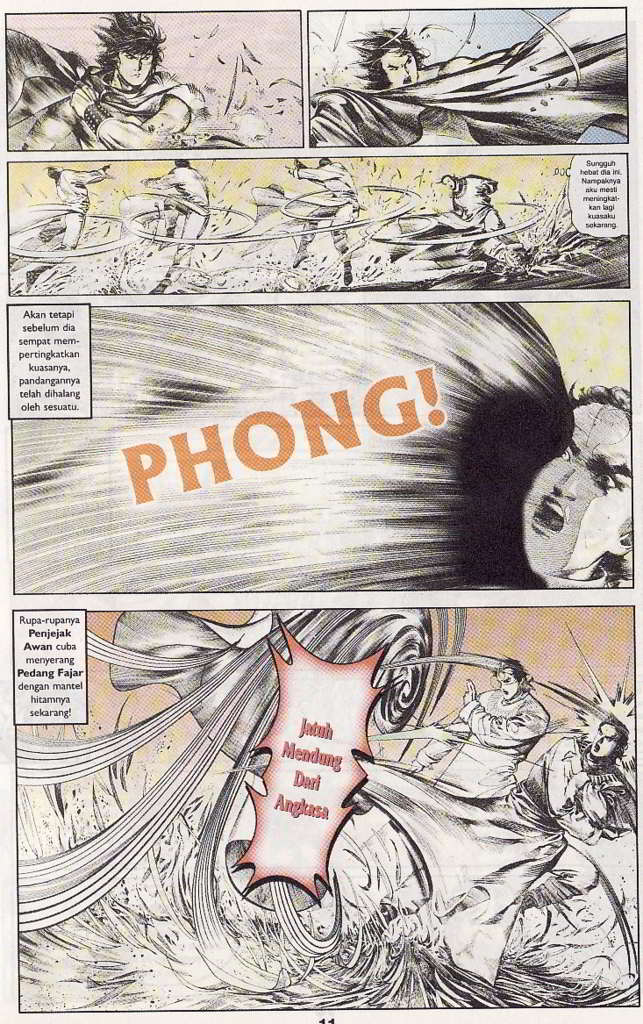 Sungguh
hebat dia ini.
Nampaknya
aku mesti
meningkat-
kan lagi
kuasaku
sekarang.
Akan tetapi
sebelum dia
sempat mem-
pertingkatkan
kuasanya,
pandangannya
telah dihalang
oleh sesuatu.
PHONG!
Rupa-rupanya
Penjejak
Awan cuba
menyerang
Pedang Fajar
dengan mantel
hitamnya
sekarang!
Jatuh
Mendung
Dari
Angkasa
11